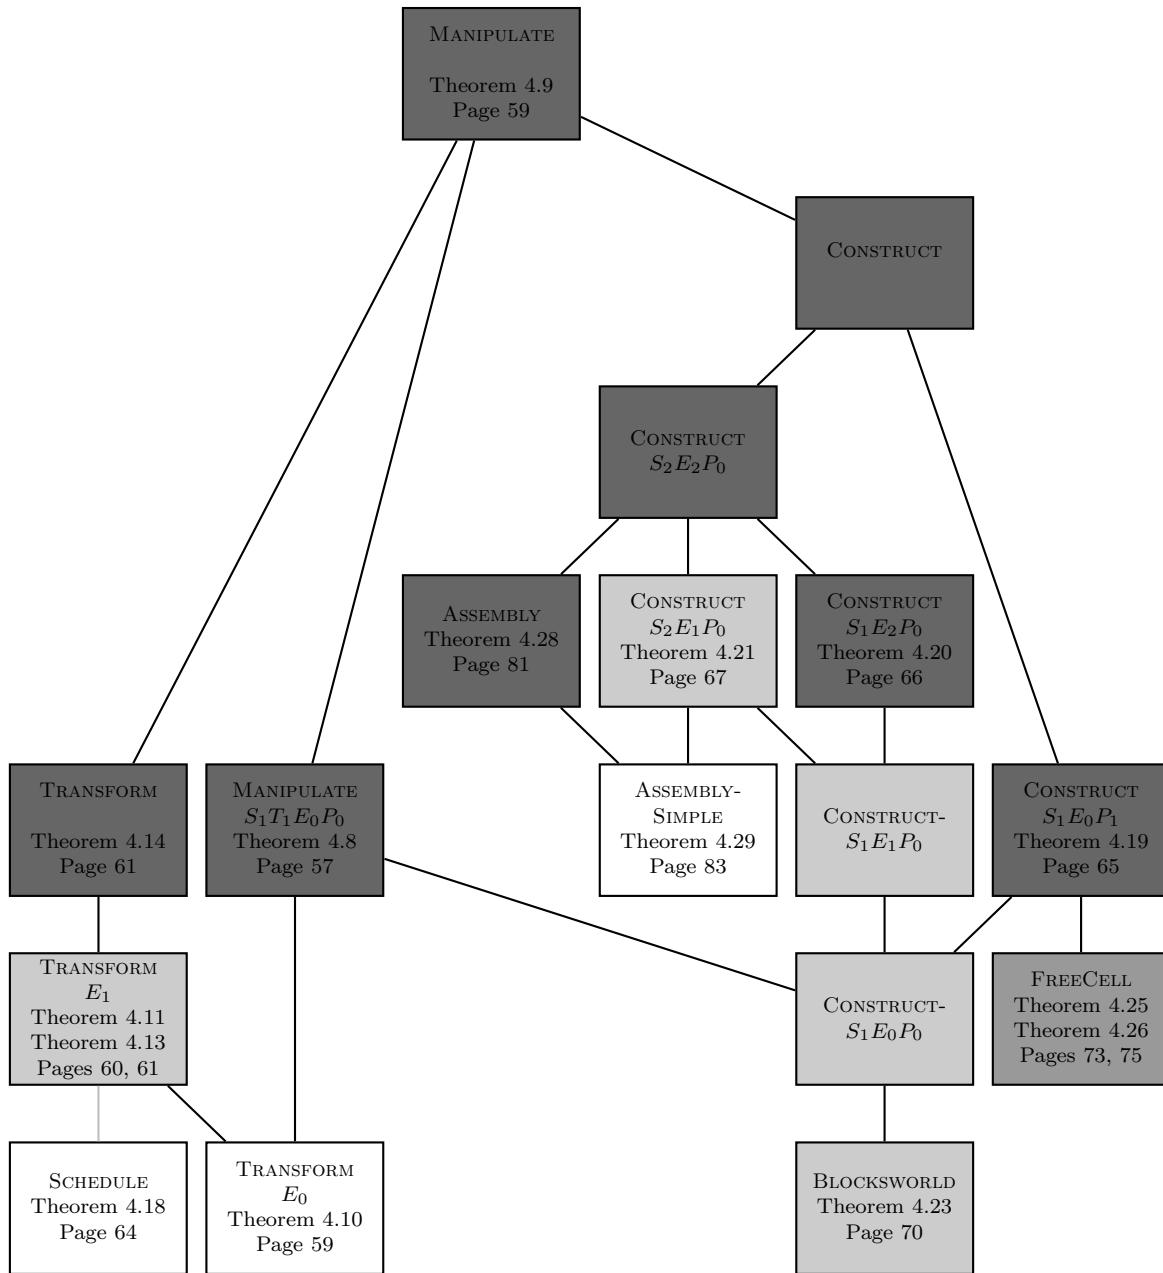 MANIPULATE
Theorem 4.9
Page 59
CONSTRUCT
CONSTRUCT
S₂E₂P₀
ASSEMBLY
Theorem 4.28
Page 81
CONSTRUCT
S₂E₁P₀
Theorem 4.21
Page 67
CONSTRUCT
S₁E₂P₀
Theorem 4.20
Page 66
TRANSFORM
Theorem 4.14
Page 61
MANIPULATE
S₁T₁E₀P₀
Theorem 4.8
Page 57
ASSEMBLY-
SIMPLE
Theorem 4.29
Page 83
CONSTRUCT-
S₁E₁P₀
CONSTRUCT
S₁E₀P₁
Theorem 4.19
Page 65
TRANSFORM
E₁
Theorem 4.11
Theorem 4.13
Pages 60, 61
CONSTRUCT-
S₁E₀P₀
FREECELL
Theorem 4.25
Theorem 4.26
Pages 73, 75
SCHEDULE
Theorem 4.18
Page 64
TRANSFORM
E₀
Theorem 4.10
Page 59
BLOCKSWORLD
Theorem 4.23
Page 70